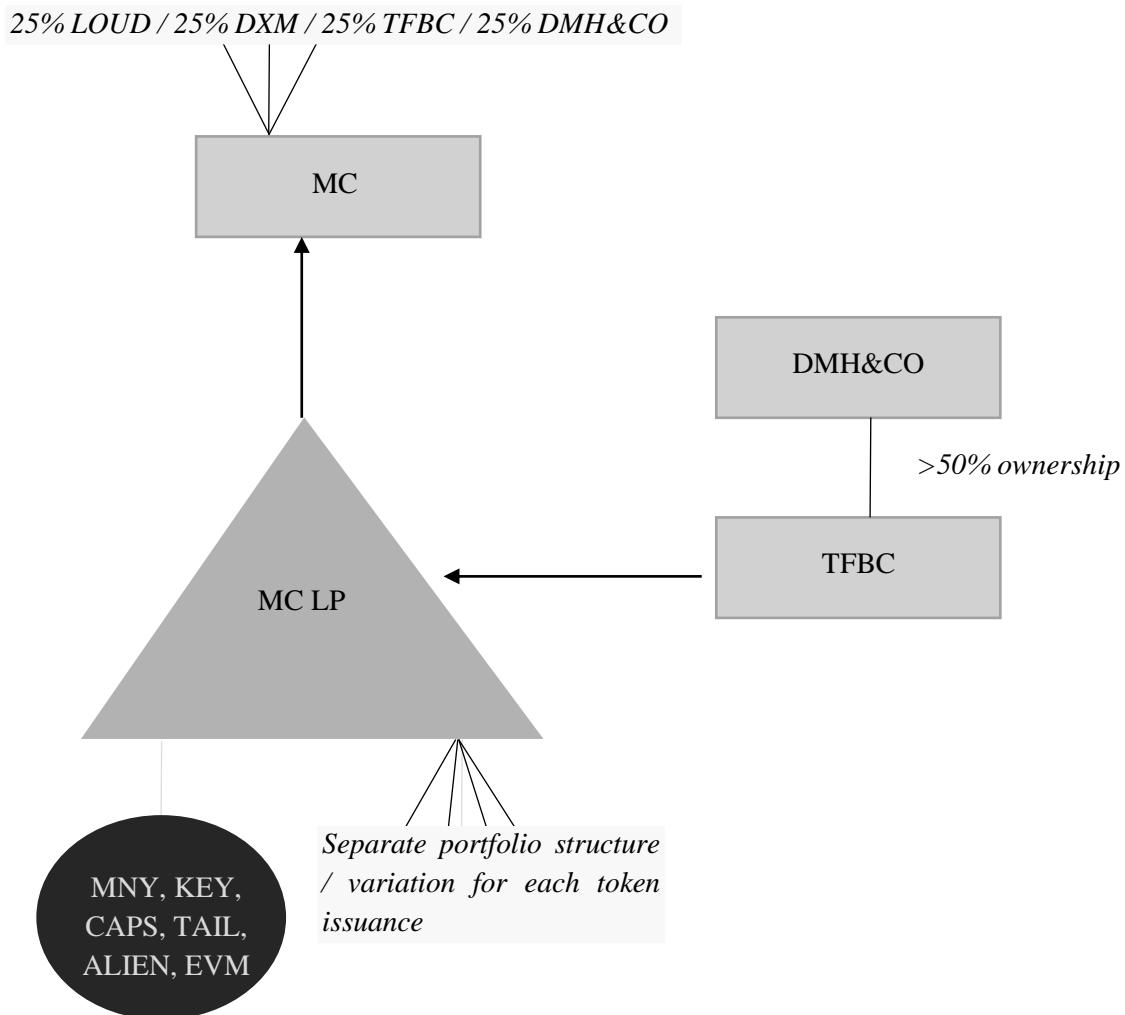 25% LOUD / 25% DXM / 25% TFBC / 25% DMH&CO
MC
DMH&CO
>50% ownership
TFBC
MC LP
MNY, KEY,
CAPS, TAIL,
ALIEN, EVM
Separate portfolio structure
/ variation for each token
issuance